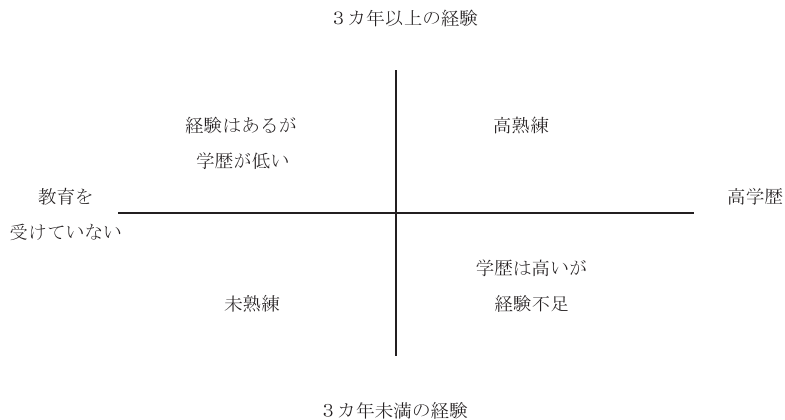 ３カ年以上の経験
経験はあるが
学歴が低い
高熟練
教育を
受けていない
高学歴
未熟練
学歴は高いが
経験不足
３カ年未満の経験